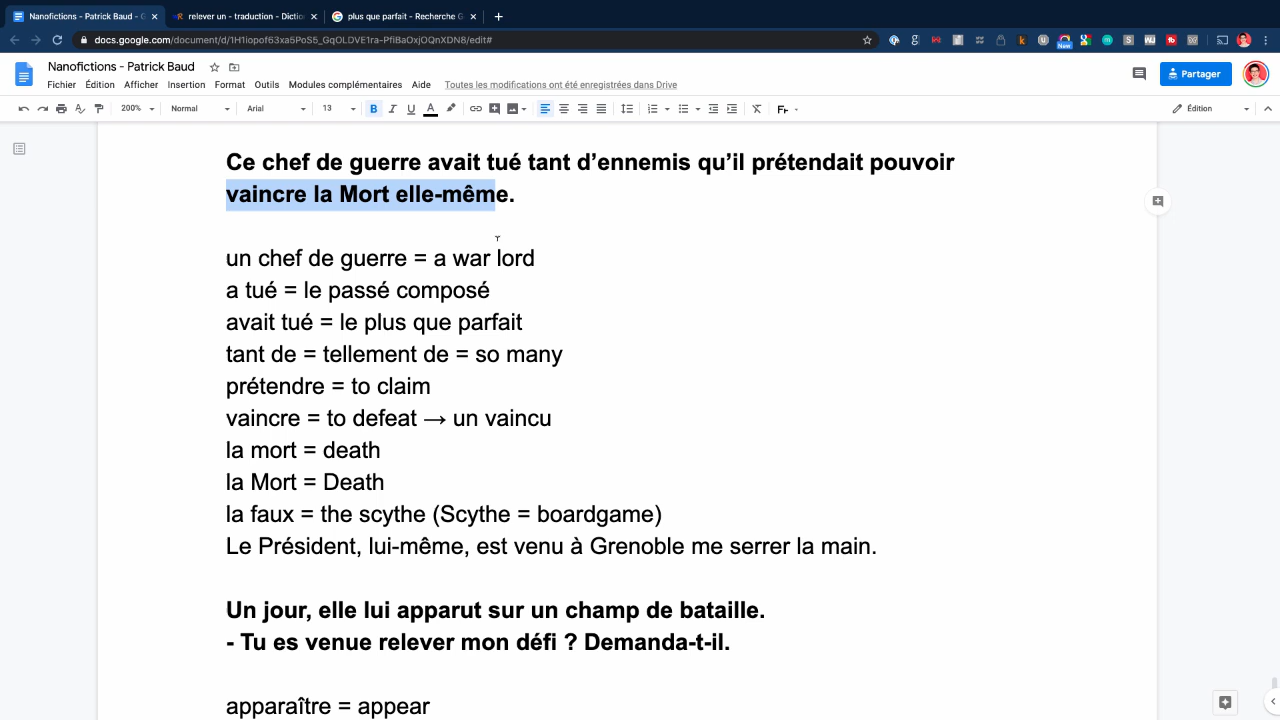 Nanofictions - Patrick Baud - G
relever un - traduction - Dictio
plus que parfait - Recherche G
docs.google.com/document/d/1H1iopof63xa5PoS5_GqOLDVE1ra-PfiBaOxjOQnXDN8/edit#
Nanofictions - Patrick Baud
Fichier Édition Afficher Insertion Format Outils Modules complémentaires Aide Toutes les modifications ont été enregistrées dans Drive
Partager
200% Normal Arial 13 B I U A Édition
Ce chef de guerre avait tué tant d’ennemis qu’il prétendait pouvoir
vaincre la Mort elle-même.
un chef de guerre = a war lord
a tué = le passé composé
avait tué = le plus que parfait
tant de = tellement de = so many
prétendre = to claim
vaincre = to defeat → un vaincu
la mort = death
la Mort = Death
la faux = the scythe (Scythe = boardgame)
Le Président, lui-même, est venu à Grenoble me serrer la main.
Un jour, elle lui apparut sur un champ de bataille.
- Tu es venue relever mon défi ? Demanda-t-il.
apparaître = appear